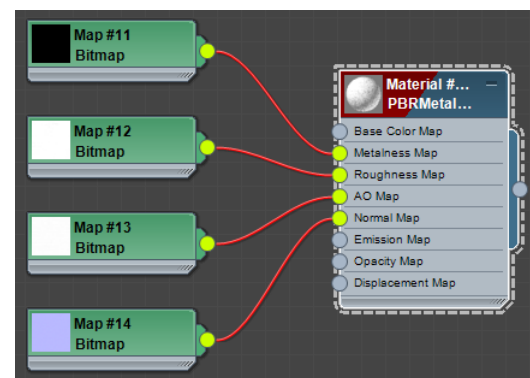 Map #11
Bitmap
Map #12
Bitmap
Map #13
Bitmap
Map #14
Bitmap
Material #...
PBRMetal...
Base Color Map
Metalness Map
Roughness Map
AO Map
Normal Map
Emission Map
Opacity Map
Displacement Map